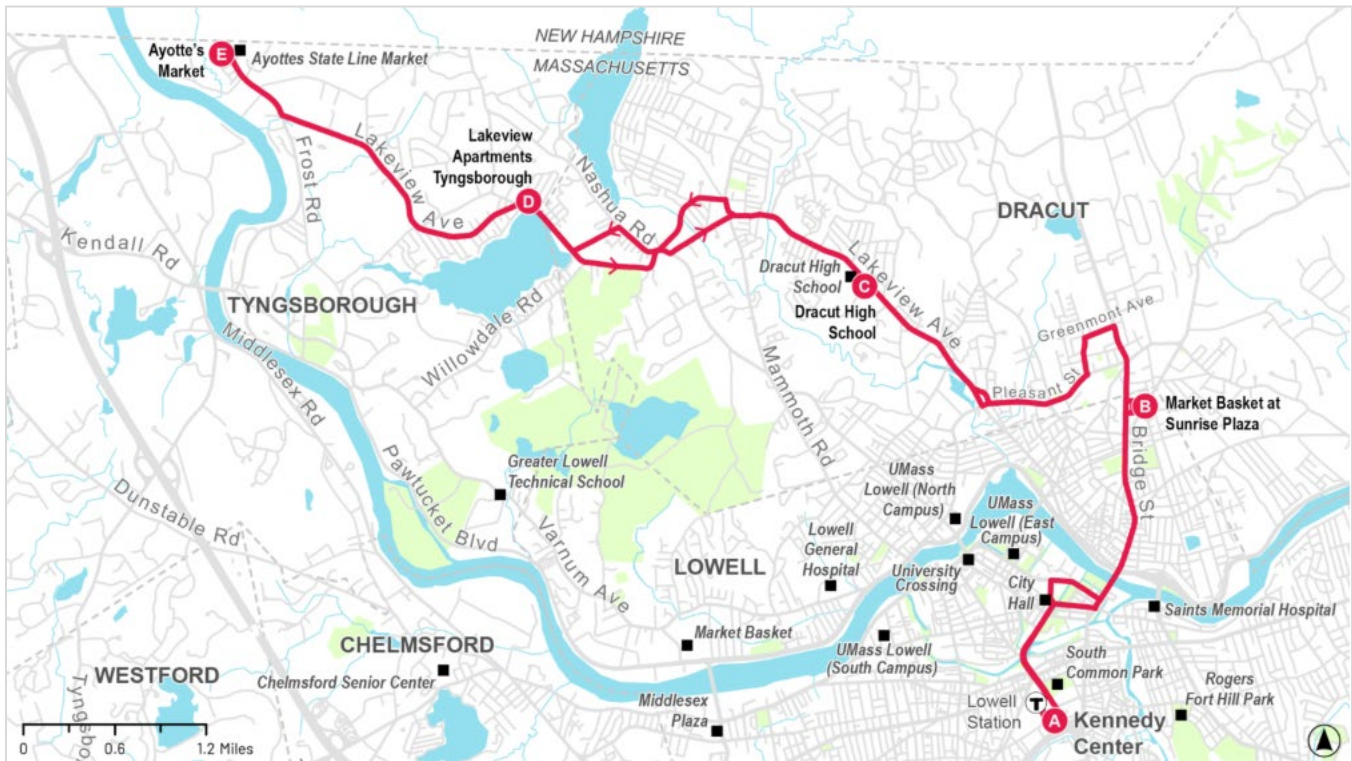 NEW HAMPSHIRE
MASSACHUSETTS
Ayotte's
Market
E
Ayottes State Line Market
Lakeview
Apartments
Tyngsborough
D
Lakeview Ave
Frost Rd
Nashua Rd
Kendall Rd
TYNGSBOROUGH
Willowdale Rd
Middlesex Rd
DRACUT
Dracut High
School
C
Dracut High
School
Lakeview Ave
Greenmont Ave
Pleasant St
B
Market Basket at
Sunrise Plaza
Bridge St
Mammoth Rd
Greater Lowell
Technical School
Pawtucket Blvd
Dunstable Rd
Varnum Ave
UMass
Lowell (North
Campus)
UMass
Lowell (East
Campus)
LOWELL
Lowell
General
Hospital
University
Crossing
City
Hall
Saints Memorial Hospital
CHELMSFORD
Chelmsford Senior Center
WESTFORD
Market Basket
UMass Lowell
(South Campus)
South
Common Park
Rogers
Fort Hill Park
Middlesex
Plaza
Lowell
Station
T
A
Kennedy
Center
Tyngsbo
0 0.6 1.2 Miles